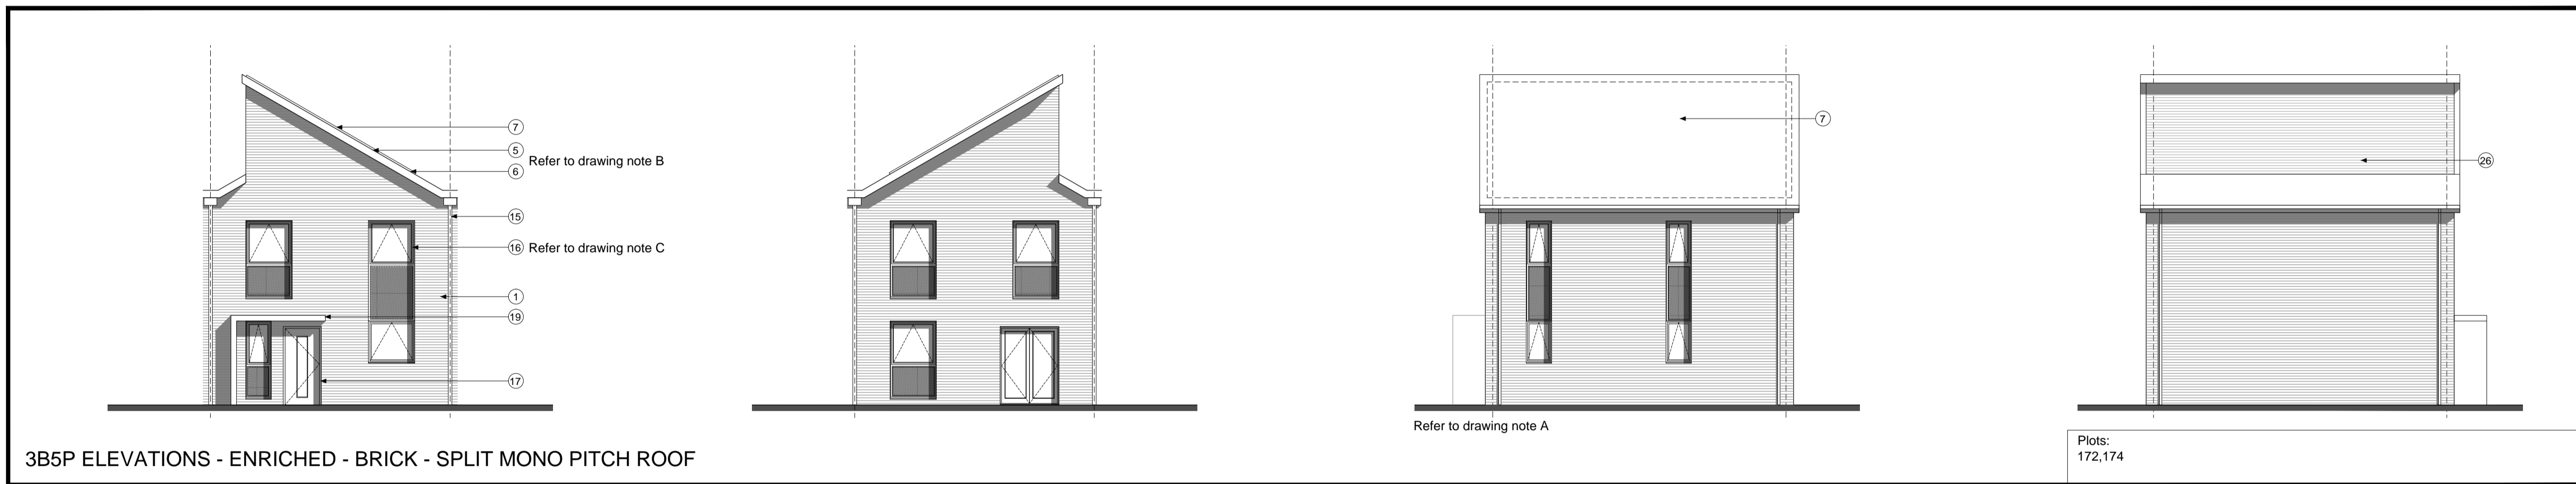 7
5
Refer to drawing note B
6
15
16 Refer to drawing note C
1
19
17
7
Refer to drawing note A
26
3B5P ELEVATIONS - ENRICHED - BRICK - SPLIT MONO PITCH ROOF
Plots:
172,174